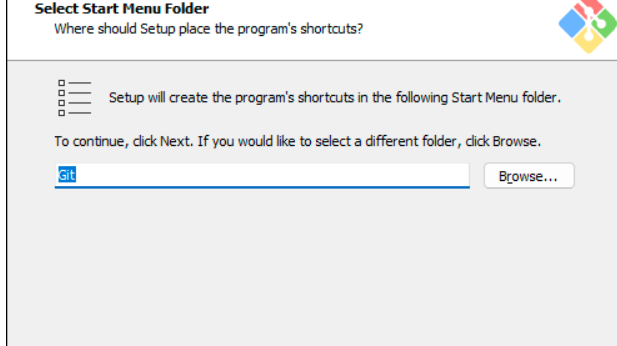 Select Start Menu Folder
Where should Setup place the program's shortcuts?
Setup will create the program's shortcuts in the following Start Menu folder.
To continue, click Next. If you would like to select a different folder, click Browse.
Git
Browse...